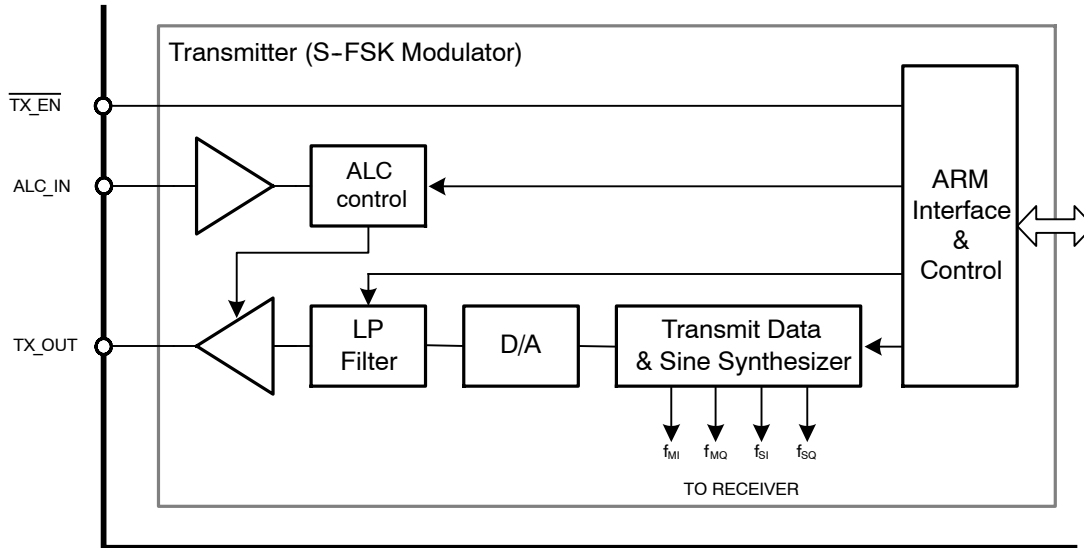 Transmitter (S-FSK Modulator)
TX_EN
ALC_IN
ALC
control
ARM
Interface
&
Control
TX_OUT
LP
Filter
D/A
Transmit Data
& Sine Synthesizer
fMI
fMQ
fSI
fSQ
TO RECEIVER